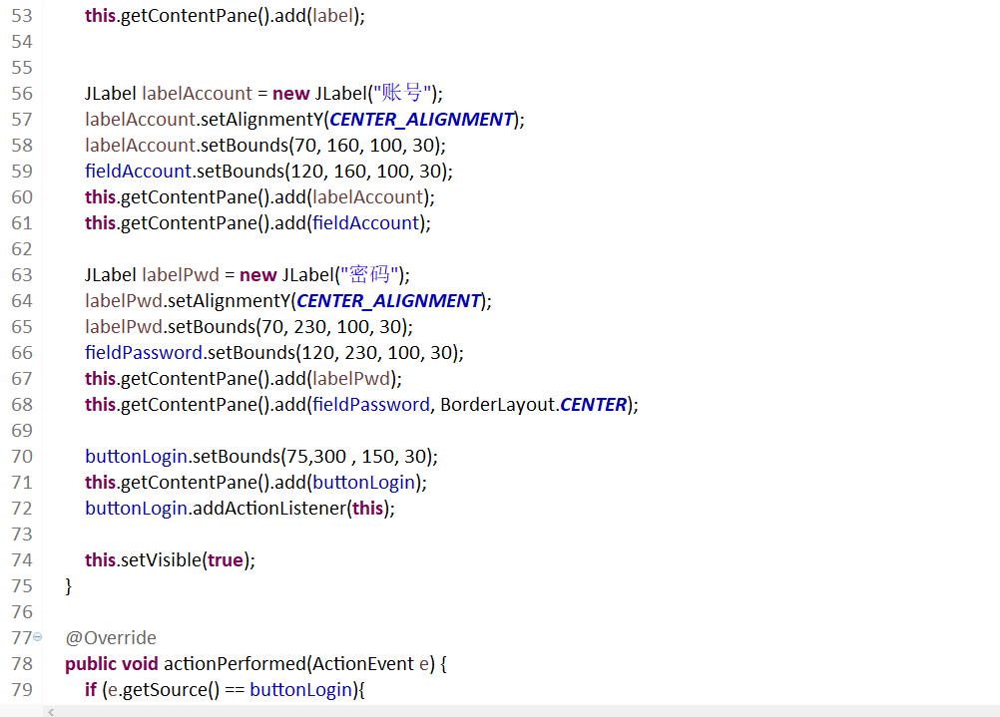 53 this.getContentPane().add(label);
54
55
56 JLabel labelAccount = new JLabel("账号");
57 labelAccount.setAlignmentY(CENTER_ALIGNMENT);
58 labelAccount.setBounds(70, 160, 100, 30);
59 fieldAccount.setBounds(120, 160, 100, 30);
60 this.getContentPane().add(labelAccount);
61 this.getContentPane().add(fieldAccount);
62
63 JLabel labelPwd = new JLabel("密码");
64 labelPwd.setAlignmentY(CENTER_ALIGNMENT);
65 labelPwd.setBounds(70, 230, 100, 30);
66 fieldPassword.setBounds(120, 230, 100, 30);
67 this.getContentPane().add(labelPwd);
68 this.getContentPane().add(fieldPassword, BorderLayout.CENTER);
69
70 buttonLogin.setBounds(75,300 , 150, 30);
71 this.getContentPane().add(buttonLogin);
72 buttonLogin.addActionListener(this);
73
74 this.setVisible(true);
75 }
76
77 @Override
78 public void actionPerformed(ActionEvent e) {
79 if (e.getSource() == buttonLogin){